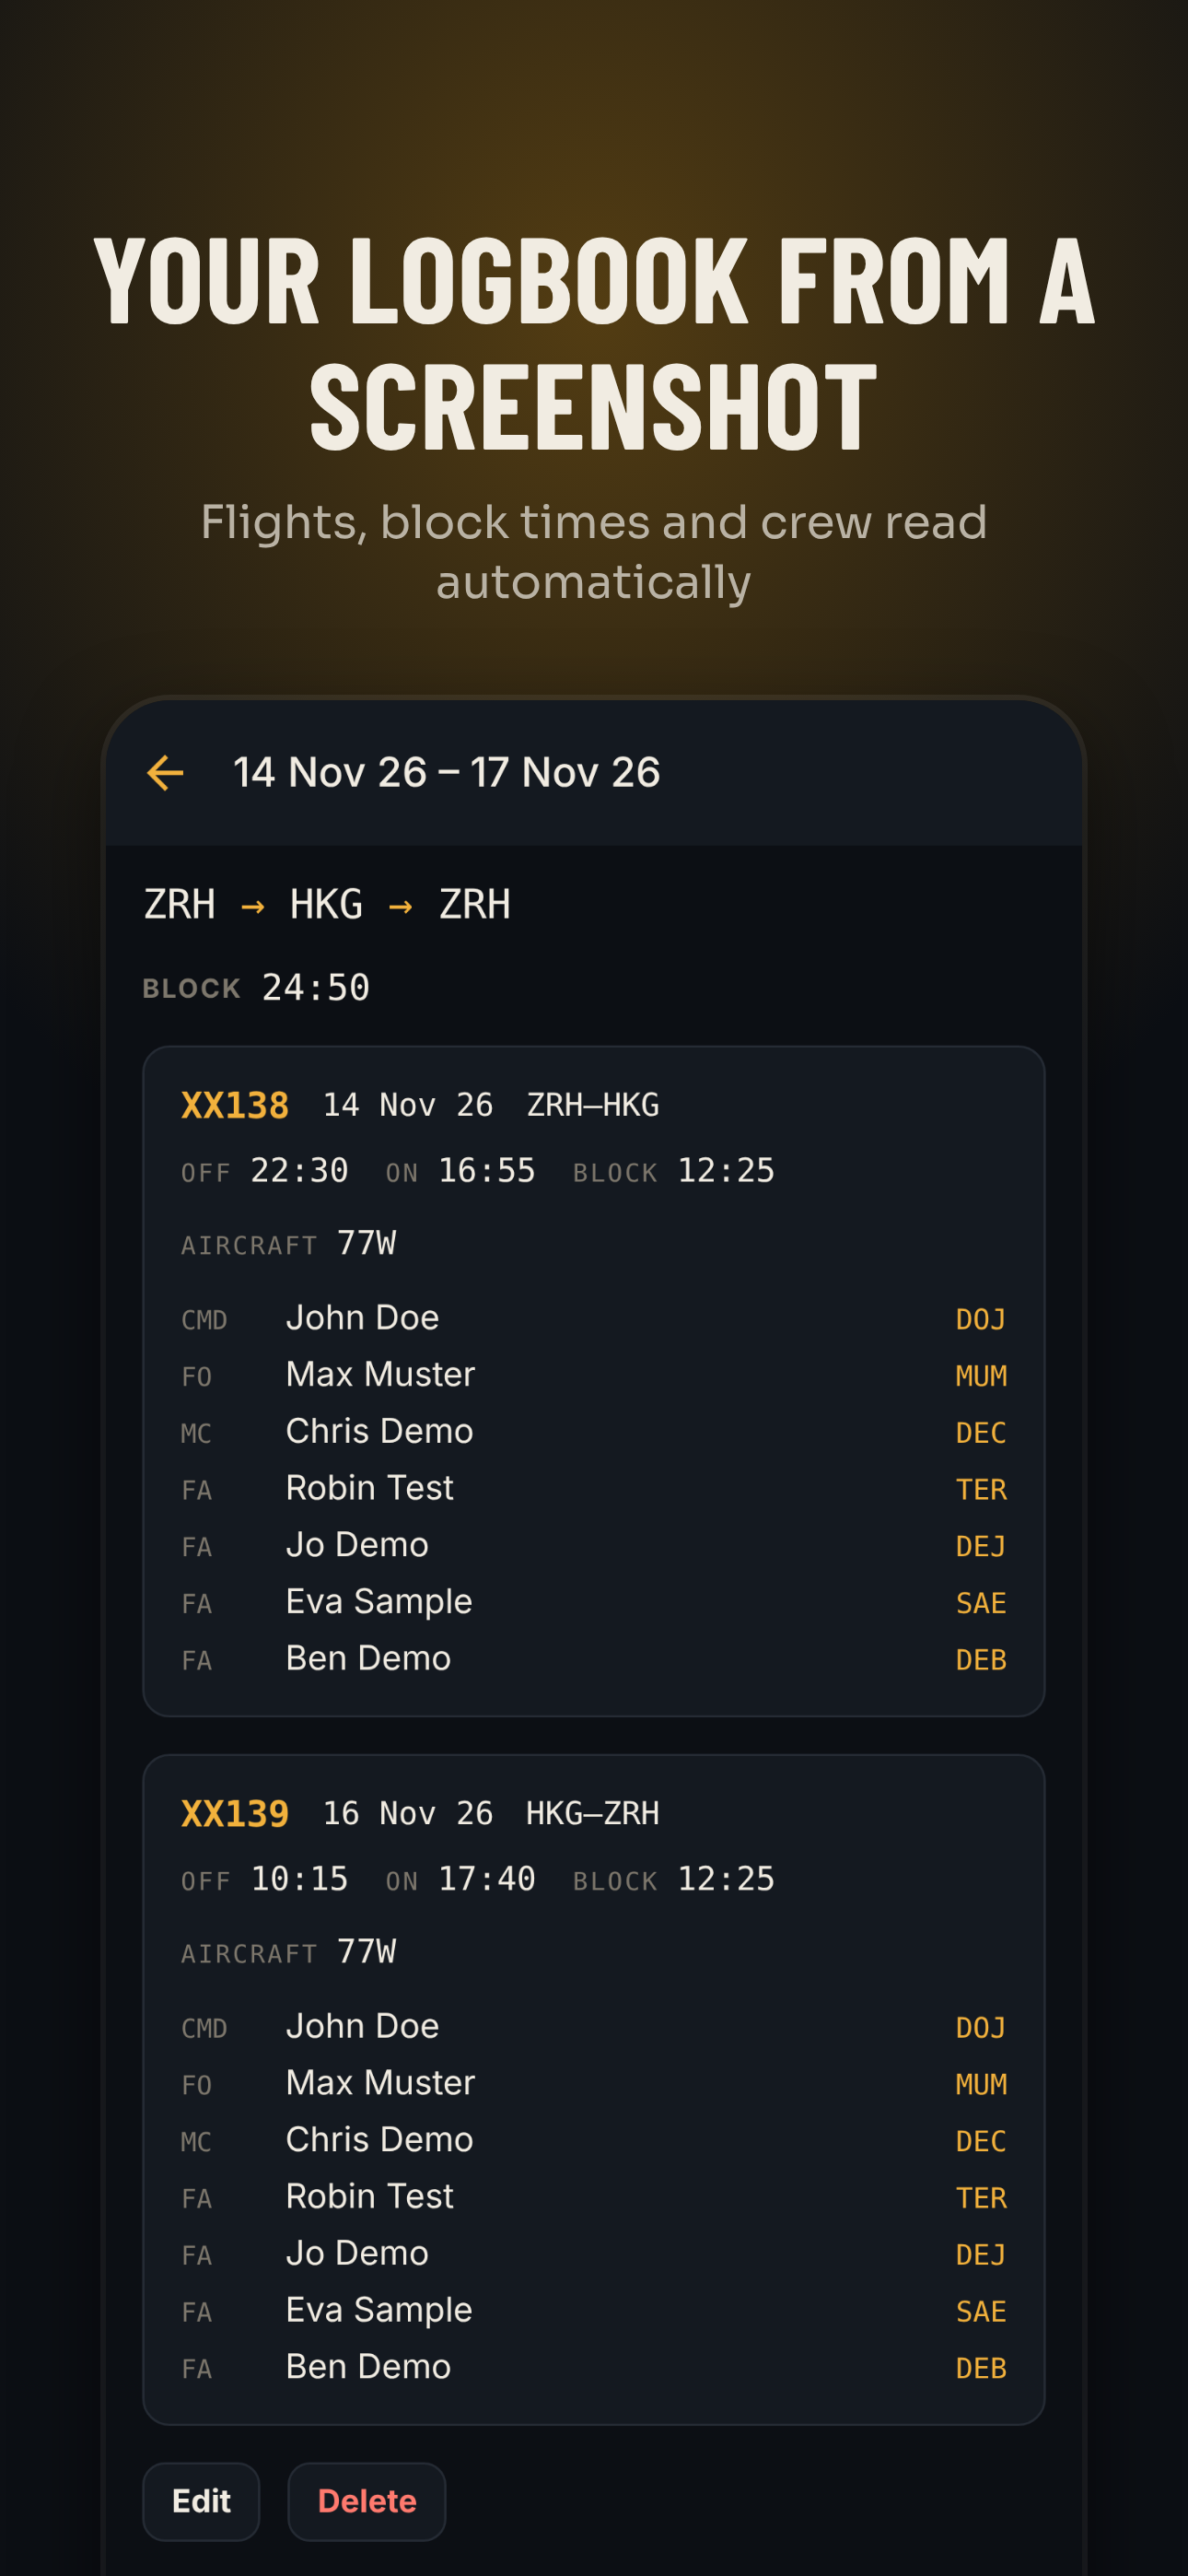 YOUR LOGBOOK FROM A
SCREENSHOT
Flights, block times and crew read
automatically
← 14 Nov 26 – 17 Nov 26
ZRH → HKG → ZRH
BLOCK 24:50
XX138 14 Nov 26 ZRH–HKG
OFF 22:30 ON 16:55 BLOCK 12:25
AIRCRAFT 77W
CMD John Doe DOJ
FO Max Muster MUM
MC Chris Demo DEC
FA Robin Test TER
FA Jo Demo DEJ
FA Eva Sample SAE
FA Ben Demo DEB
XX139 16 Nov 26 HKG–ZRH
OFF 10:15 ON 17:40 BLOCK 12:25
AIRCRAFT 77W
CMD John Doe DOJ
FO Max Muster MUM
MC Chris Demo DEC
FA Robin Test TER
FA Jo Demo DEJ
FA Eva Sample SAE
FA Ben Demo DEB
Edit Delete